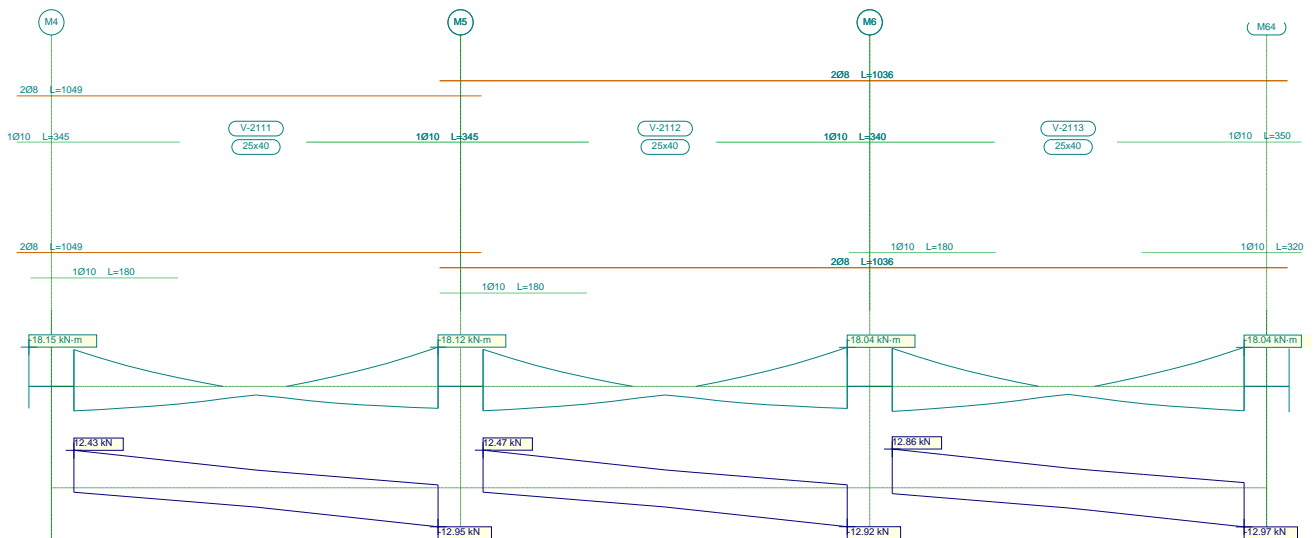 M4
M5
M6
M64
2Ø8 L=1036
2Ø8 L=1049
V-2111
V-2112
V-2113
1Ø10 L=345
1Ø10 L=345
1Ø10 L=340
1Ø10 L=350
25x40
25x40
25x40
2Ø8 L=1049
1Ø10 L=180
1Ø10 L=320
2Ø8 L=1036
1Ø10 L=180
1Ø10 L=180
-18.15 kN·m
-18.12 kN·m
-18.04 kN·m
-18.04 kN·m
12.43 kN
12.47 kN
12.86 kN
-12.95 kN
-12.92 kN
-12.97 kN